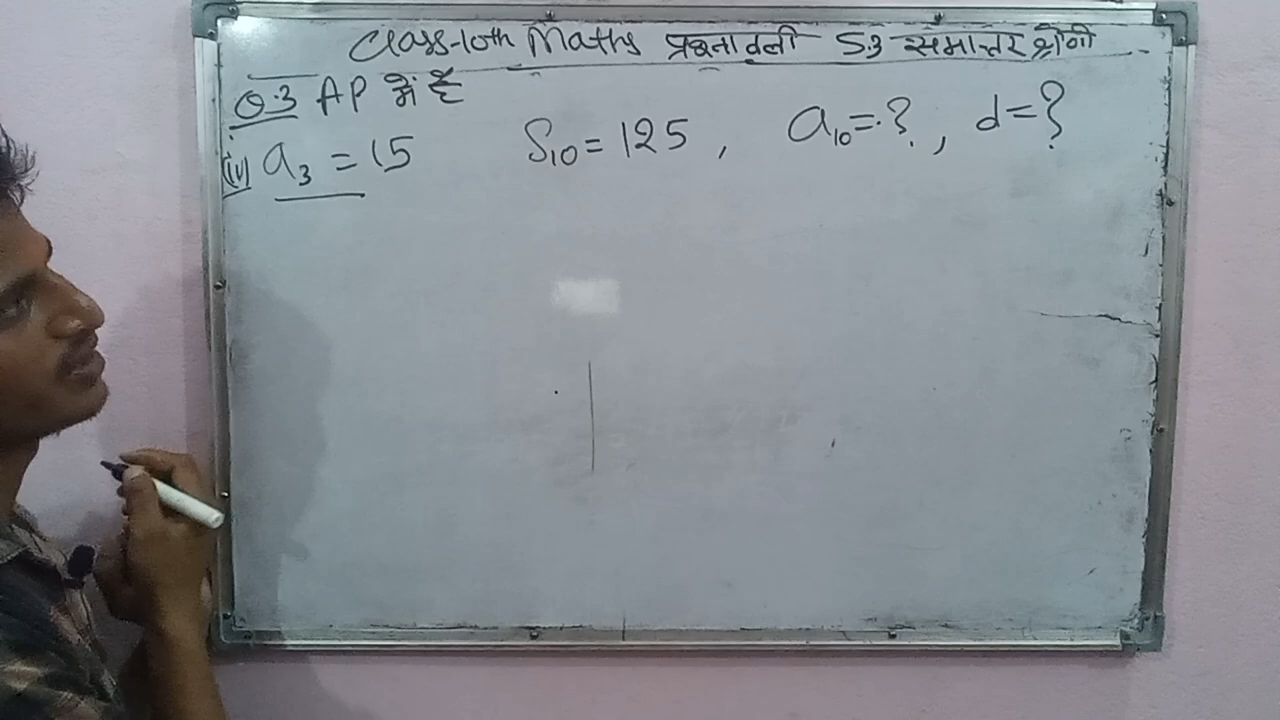 Class-10th Maths प्रश्नावली 5.3 समान्तर श्रेणी
Q.3 AP में है
(iv) a₃ = 15 S₁₀ = 125 , a₁₀ = ? , d = ?